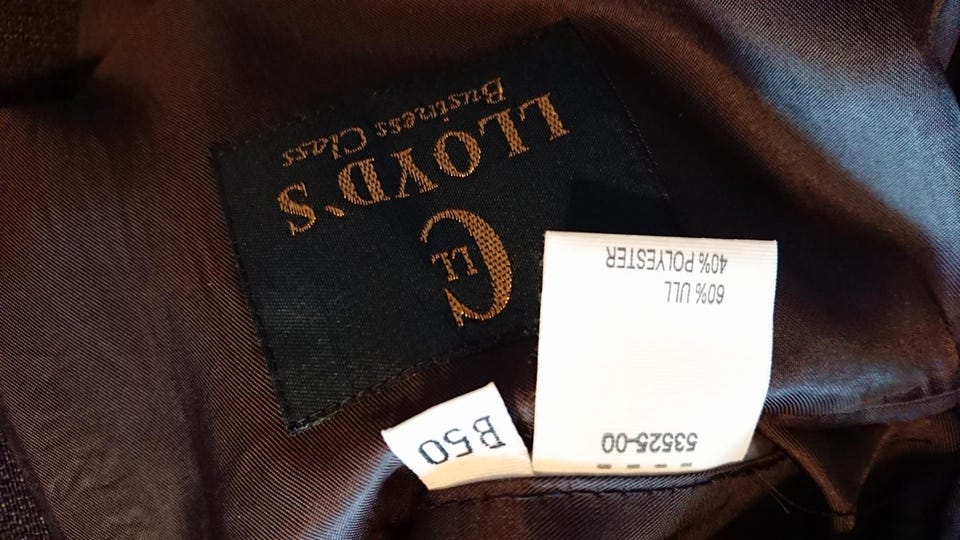 LL
LLOYD'S
Business Class
53525-00
60% ULL
40% POLYESTER
B50